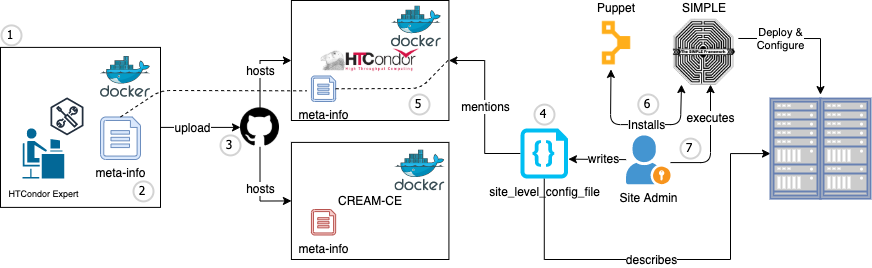 1
docker
HTCondor Expert
meta-info
2
upload
3
hosts
hosts
docker
HTCondor
High Throughput Computing
meta-info
5
docker
CREAM-CE
meta-info
mentions
4
site_level_config_file
describes
writes
Puppet
SIMPLE
The SIMPLE Framework
6
Installs
executes
7
Site Admin
Deploy &
Configure